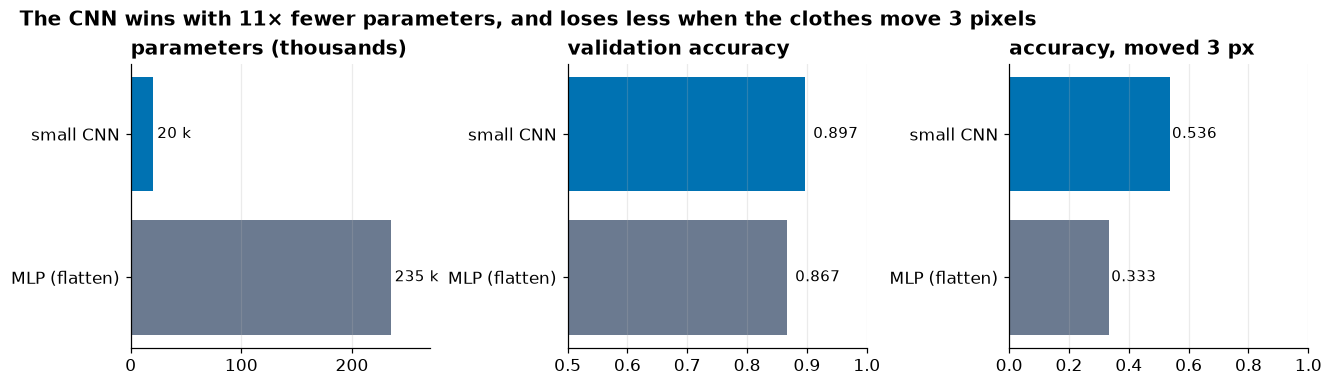 The CNN wins with 11× fewer parameters, and loses less when the clothes move 3 pixels
parameters (thousands)
small CNN
20 k
MLP (flatten)
235 k
0 100 200
validation accuracy
small CNN
0.897
MLP (flatten)
0.867
0.5 0.6 0.7 0.8 0.9 1.0
accuracy, moved 3 px
small CNN
0.536
MLP (flatten)
0.333
0.0 0.2 0.4 0.6 0.8 1.0